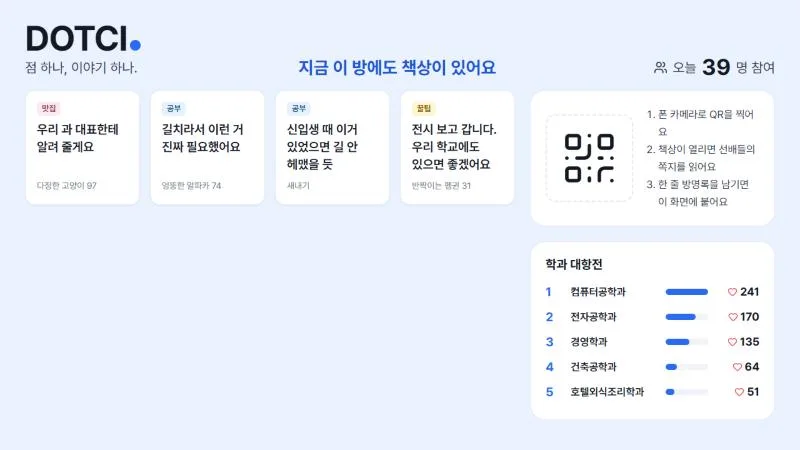 DOTCI.
점 하나, 이야기 하나.
지금 이 방에도 책상이 있어요
오늘 39 명 참여
맛집
우리 과 대표한테
알려 줄게요
다정한 고양이 97
공부
길치라서 이런 거
진짜 필요했어요
엉뚱한 알파카 74
공부
신입생 때 이거
있었으면 길 안
헤맸을 듯
새내기
꿀팁
전시 보고 갑니다.
우리 학교에도
있으면 좋겠어요
반짝이는 펭귄 31
1. 폰 카메라로 QR을 찍어
요
2. 책상이 열리면 선배들의
쪽지를 읽어요
3. 한 줄 방명록을 남기면
이 화면에 붙어요
학과 대항전
1 컴퓨터공학과 241
2 전자공학과 170
3 경영학과 135
4 건축공학과 64
5 호텔외식조리학과 51